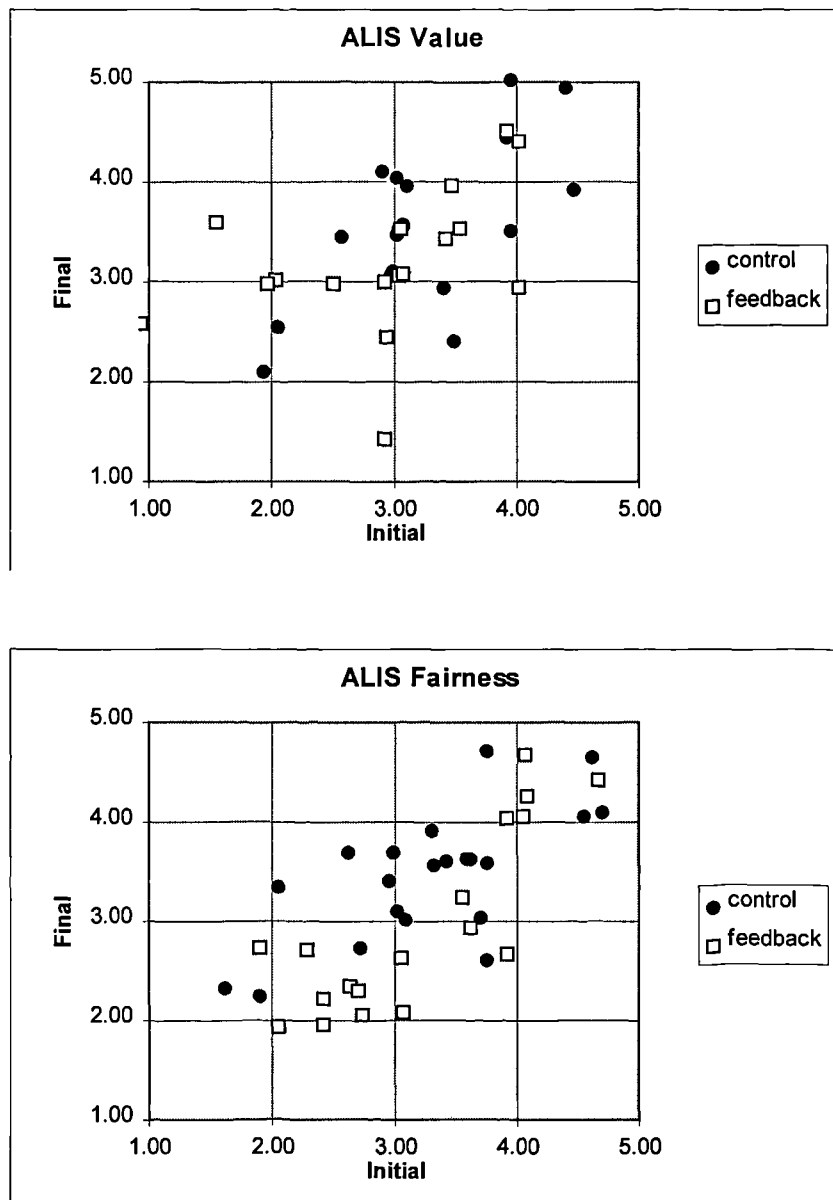 ALIS Value
5.00
4.00
3.00
2.00
1.00
Final
1.00 2.00 3.00 4.00 5.00
Initial
control
feedback
ALIS Fairness
5.00
4.00
3.00
2.00
1.00
Final
1.00 2.00 3.00 4.00 5.00
Initial
control
feedback